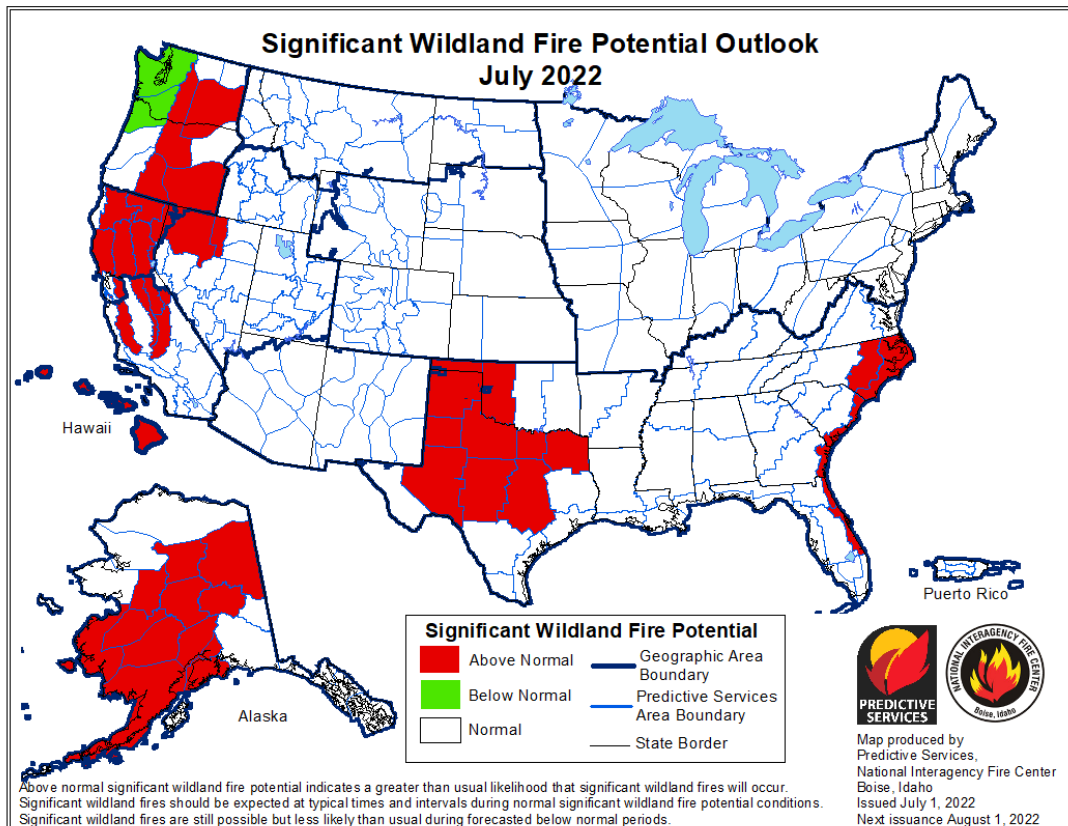 Significant Wildland Fire Potential Outlook
July 2022
Hawaii
Alaska
Puerto Rico
Significant Wildland Fire Potential
Above Normal
Below Normal
Normal
Geographic Area
Boundary
Predictive Services
Area Boundary
State Border
PREDICTIVE
SERVICES
NATIONAL INTERAGENCY FIRE CENTER
Boise, Idaho
Map produced by
Predictive Services,
National Interagency Fire Center
Boise, Idaho
Issued July 1, 2022
Next issuance August 1, 2022
Above normal significant wildland fire potential indicates a greater than usual likelihood that significant wildland fires will occur.
Significant wildland fires should be expected at typical times and intervals during normal significant wildland fire potential conditions.
Significant wildland fires are still possible but less likely than usual during forecasted below normal periods.